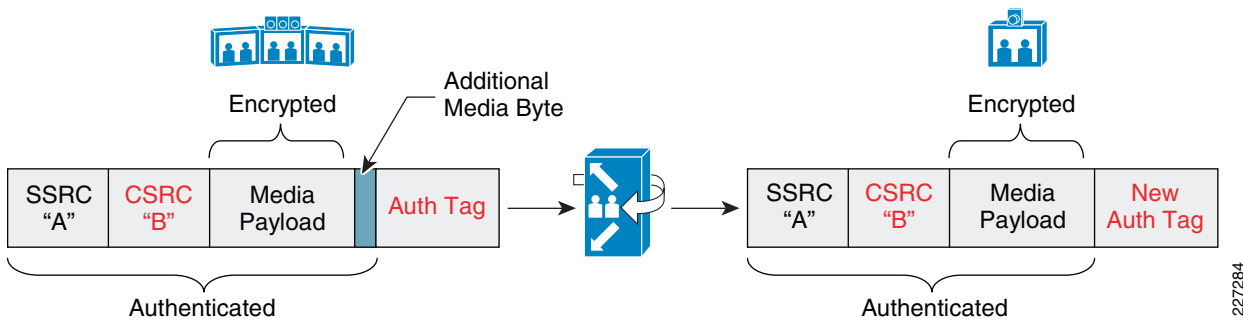 Additional
Media Byte
Encrypted
SSRC
“A”
CSRC
“B”
Media
Payload
Auth Tag
Authenticated
Encrypted
SSRC
“A”
CSRC
“B”
Media
Payload
New
Auth Tag
Authenticated
227284